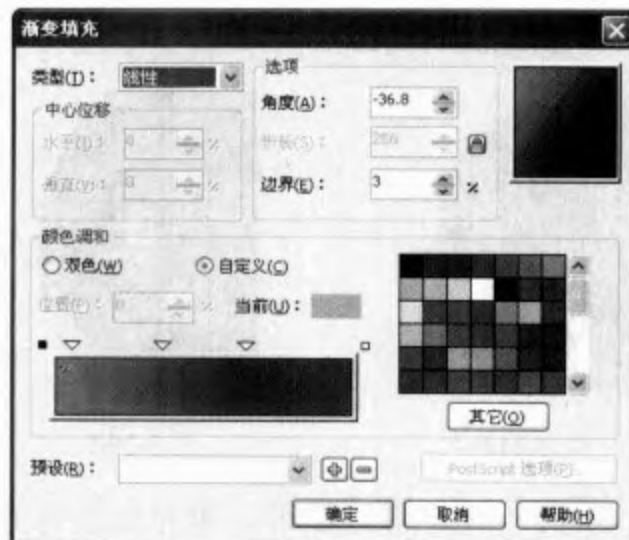 渐变填充
类型(T)： 线性
中心位移
水平(I)： 0 %
垂直(V)： 0 %
选项
角度(A)： -36.8
步长(S)： 256
边界(E)： 3 %
颜色调和
双色(W) 自定义(C)
位置(P)： 0 % 当前(U)：
其它(O)
预设(R)：
PostScript 选项(P)...
确定 取消 帮助(H)